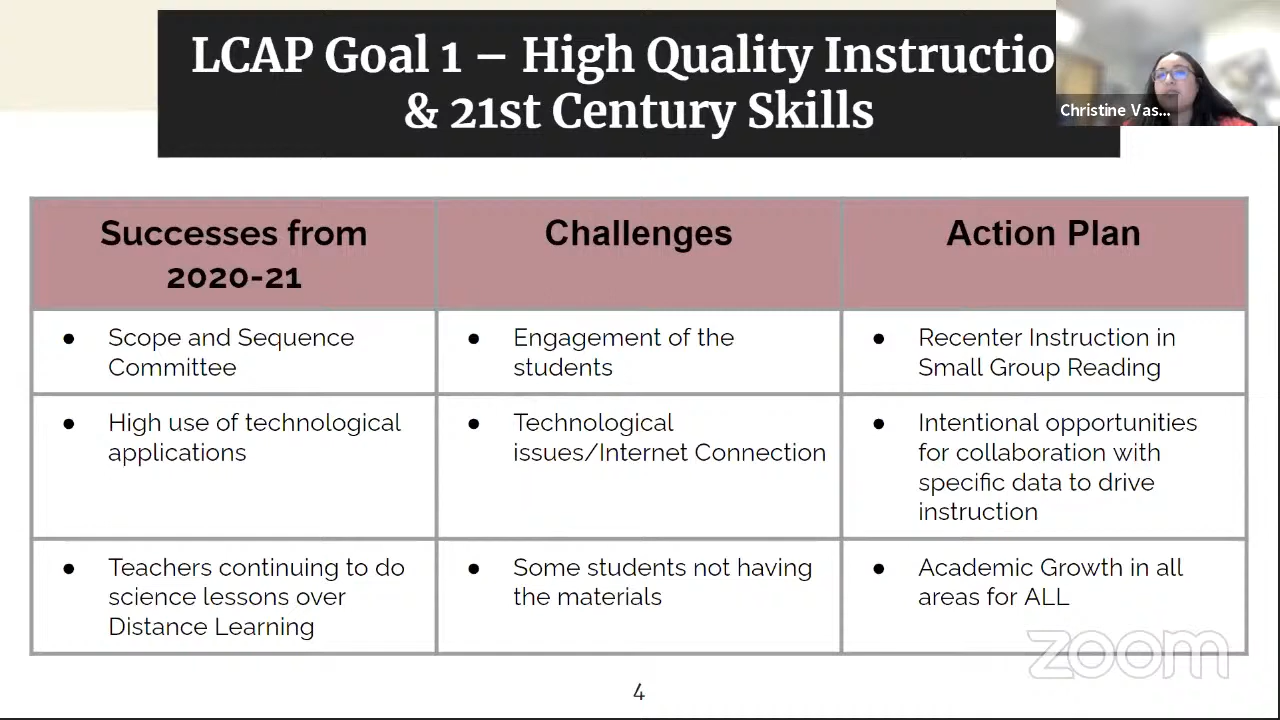 LCAP Goal 1 – High Quality Instructio
& 21st Century Skills
Christine Vas...
Successes from
2020-21
Challenges
Action Plan
● Scope and Sequence
Committee
● Engagement of the
students
● Recenter Instruction in
Small Group Reading
● High use of technological
applications
● Technological
issues/Internet Connection
● Intentional opportunities
for collaboration with
specific data to drive
instruction
● Teachers continuing to do
science lessons over
Distance Learning
● Some students not having
the materials
● Academic Growth in all
areas for ALL
zoom
4